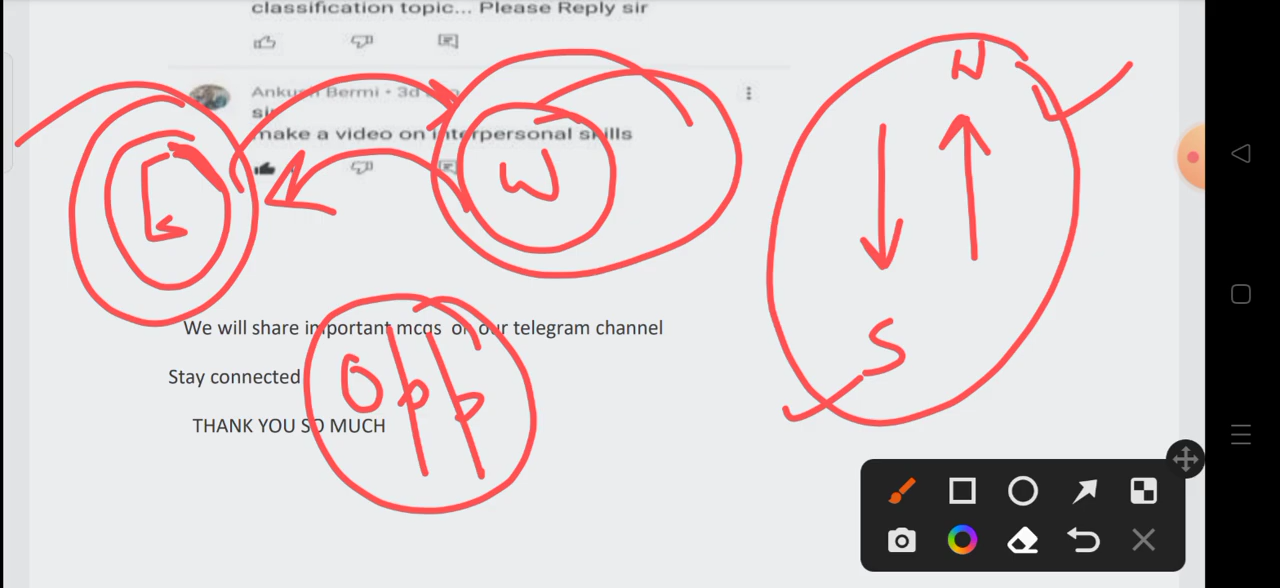 classification topic... Please Reply sir
Bermi • 3d
make a video on interpersonal skills
W
N
S
We will share important mcqs on our telegram channel
Stay connected
Opp
THANK YOU SO MUCH